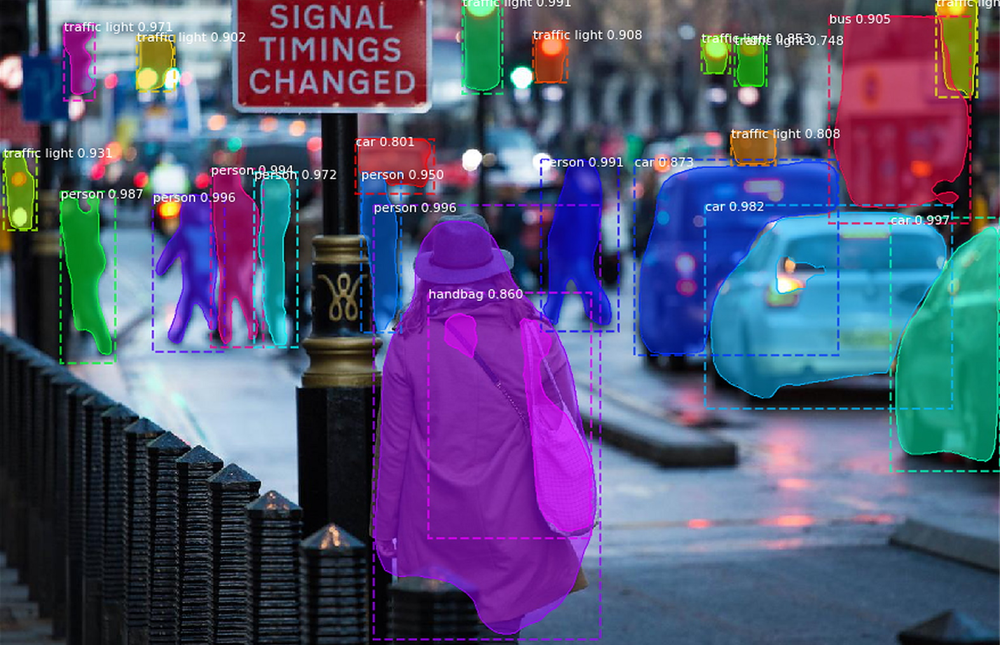 traffic light 0.991
traffic ligh
SIGNAL
TIMINGS
CHANGED
bus 0.905
traffic light 0.971
traffic light 0.902
traffic light 0.908
traffic light 0.853
traffic light 0.748
traffic light 0.808
car 0.801
traffic light 0.931
person 0.994
person 0.972
person 0.950
person 0.991
car 0.873
person 0.987
person 0.996
person 0.996
car 0.982
car 0.997
handbag 0.860